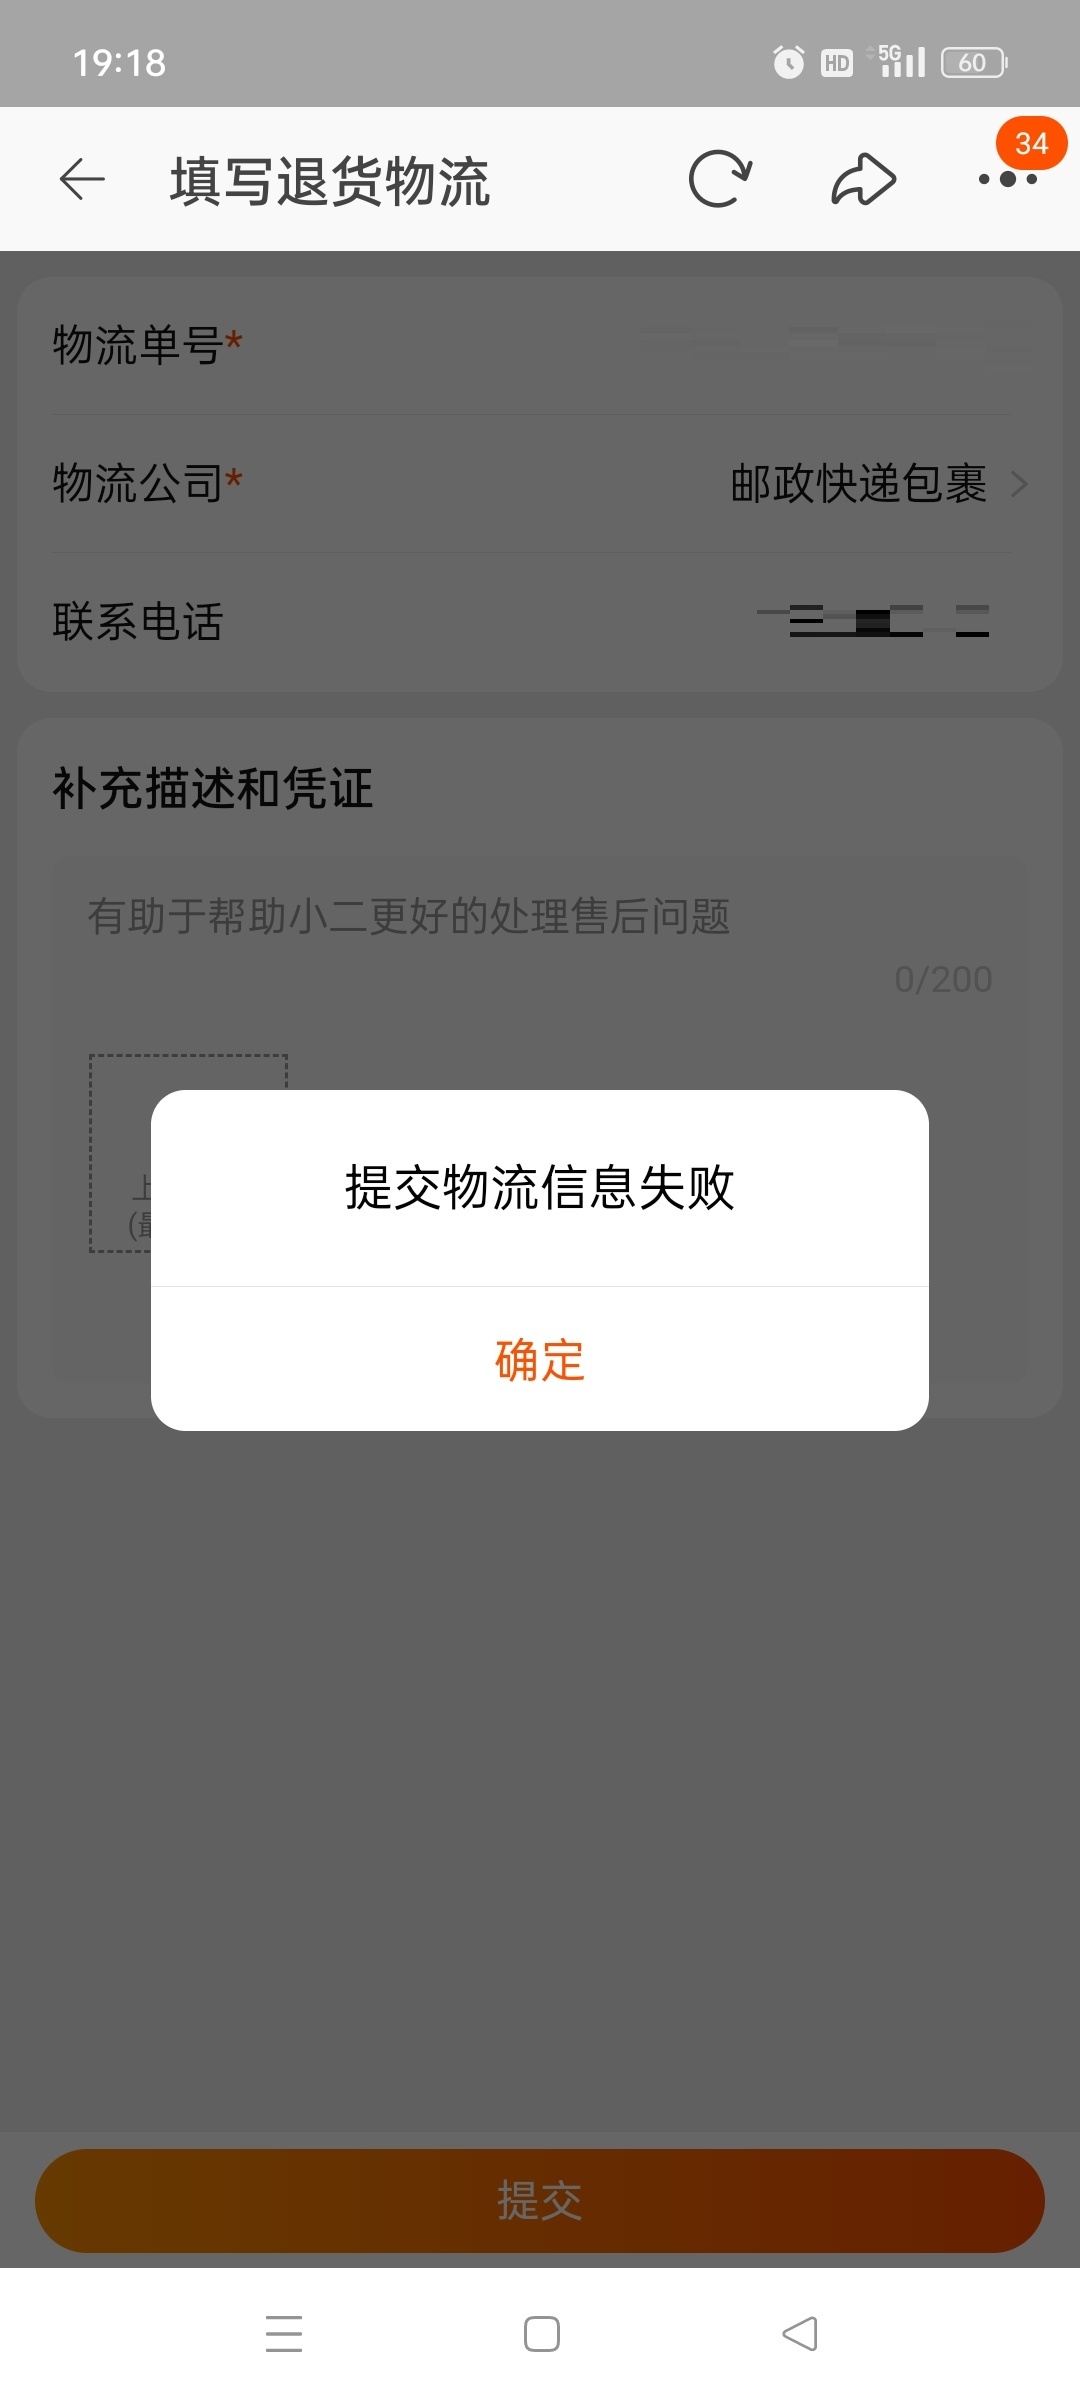 19:18
HD
5G
60
34
填写退货物流
物流单号*
物流公司*
邮政快递包裹
联系电话
补充描述和凭证
有助于帮助小二更好的处理售后问题
0/200
上
(最
提交物流信息失败
确定
提交